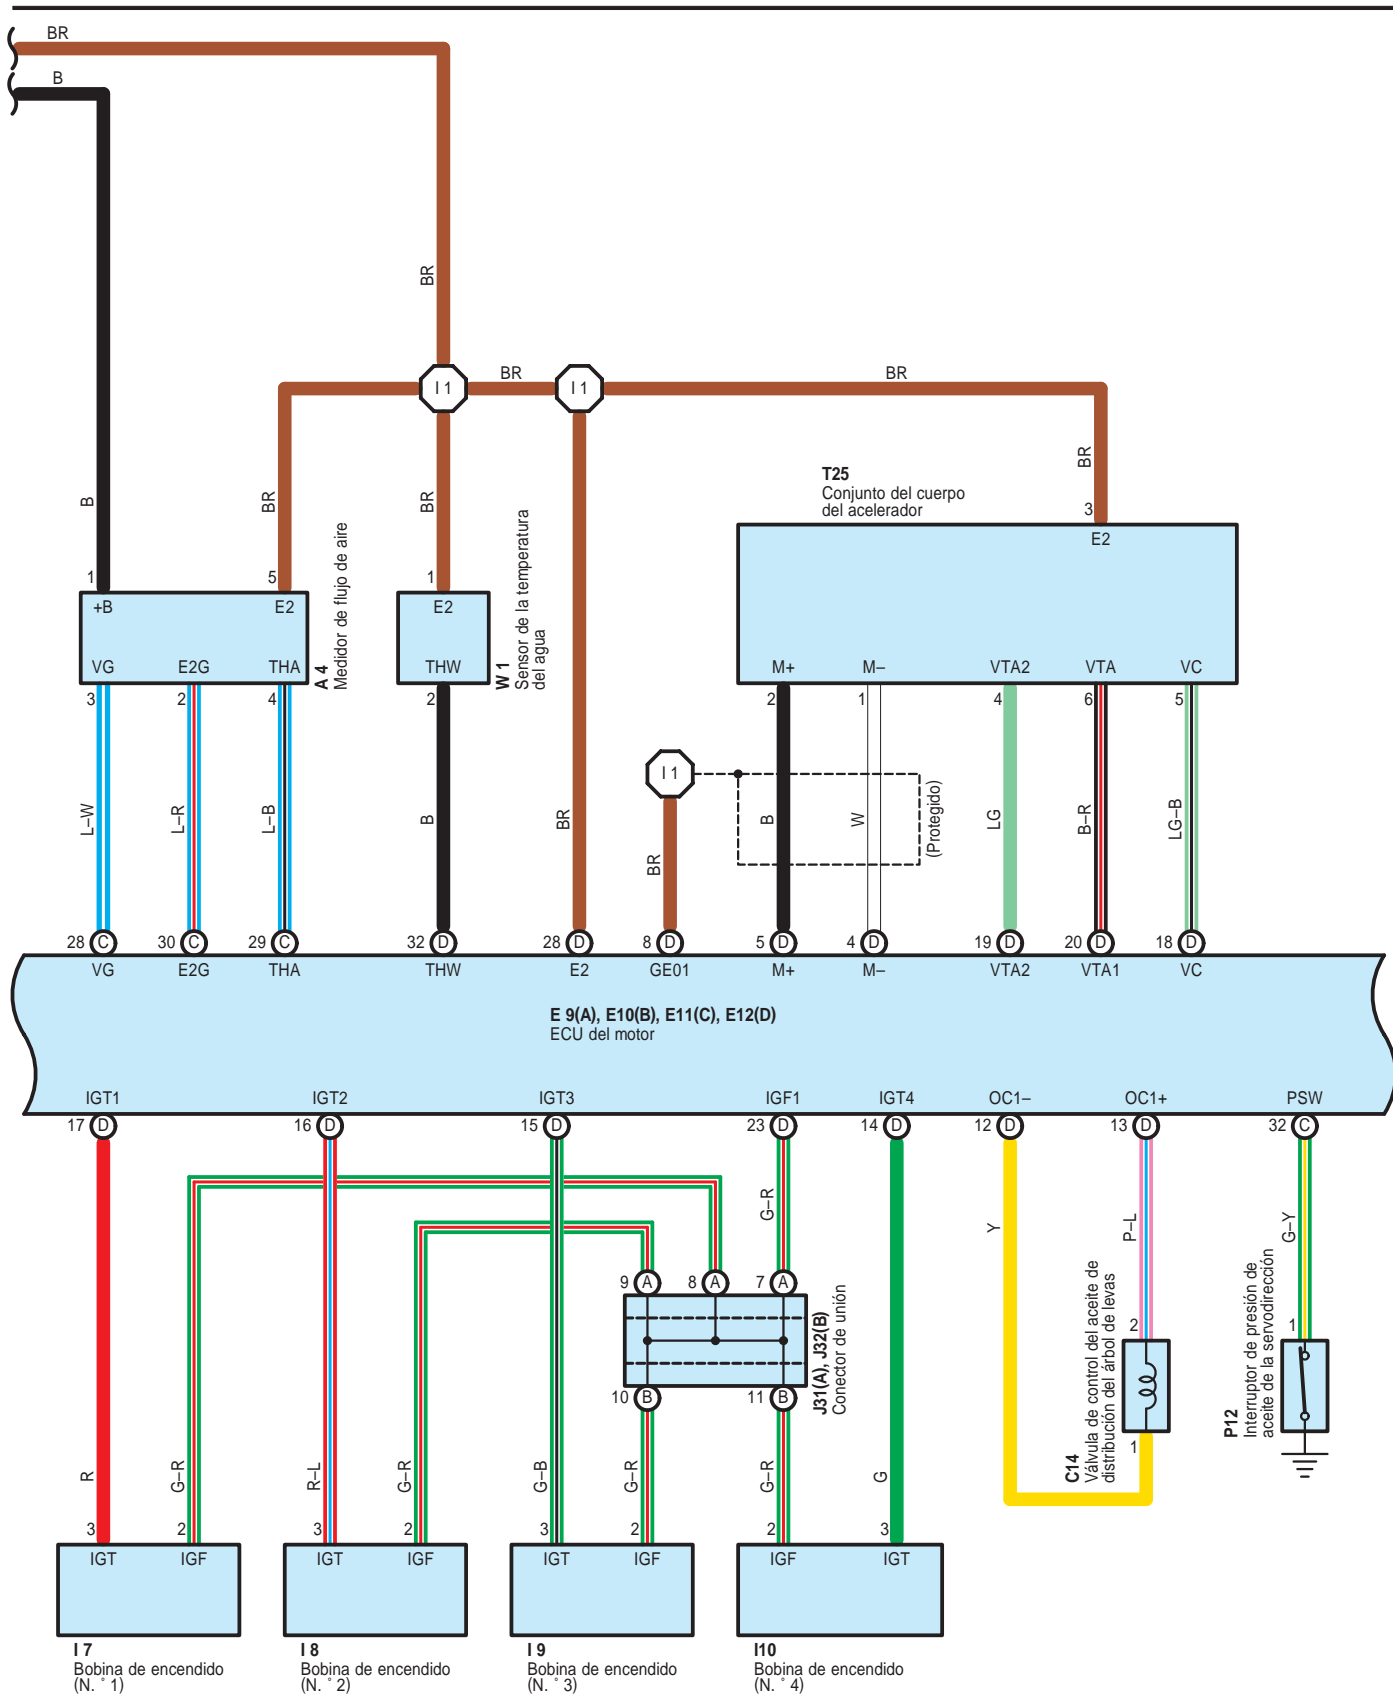 BR
B
BR
I 1
BR
I 1
BR
B
BR
BR
BR
T25
Conjunto del cuerpo
del acelerador
3
E2
1
5
1
+B
E2
E2
VG
E2G
THA
THW
M+
M–
VTA2
VTA
VC
A 4
Medidor de flujo de aire
W 1
Sensor de la temperatura
del agua
3
2
4
2
2
1
4
6
5
I 1
L–W
L–R
L–B
B
BR
BR
B
W
(Protegido)
LG
B–R
LG–B
28 C
30 C
29 C
32 D
28 D
8 D
5 D
4 D
19 D
20 D
18 D
VG
E2G
THA
THW
E2
GE01
M+
M–
VTA2
VTA1
VC
E 9(A), E10(B), E11(C), E12(D)
ECU del motor
IGT1
IGT2
IGT3
IGF1
IGT4
OC1–
OC1+
PSW
17 D
16 D
15 D
23 D
14 D
12 D
13 D
32 C
G–R
Y
P–L
G–Y
9 A
8 A
7 A
J31(A), J32(B)
Conector de unión
10 B
11 B
2
1
C14
Válvula de control del aceite de
distribución del árbol de levas
1
P12
Interruptor de presión de
aceite de la servodirección
R
G–R
R–L
G–R
G–B
G–R
G–R
G
3
2
3
2
3
2
2
3
IGT
IGF
IGT
IGF
IGT
IGF
IGF
IGT
I 7
Bobina de encendido
(N. ° 1)
I 8
Bobina de encendido
(N. ° 2)
I 9
Bobina de encendido
(N. ° 3)
I10
Bobina de encendido
(N. ° 4)